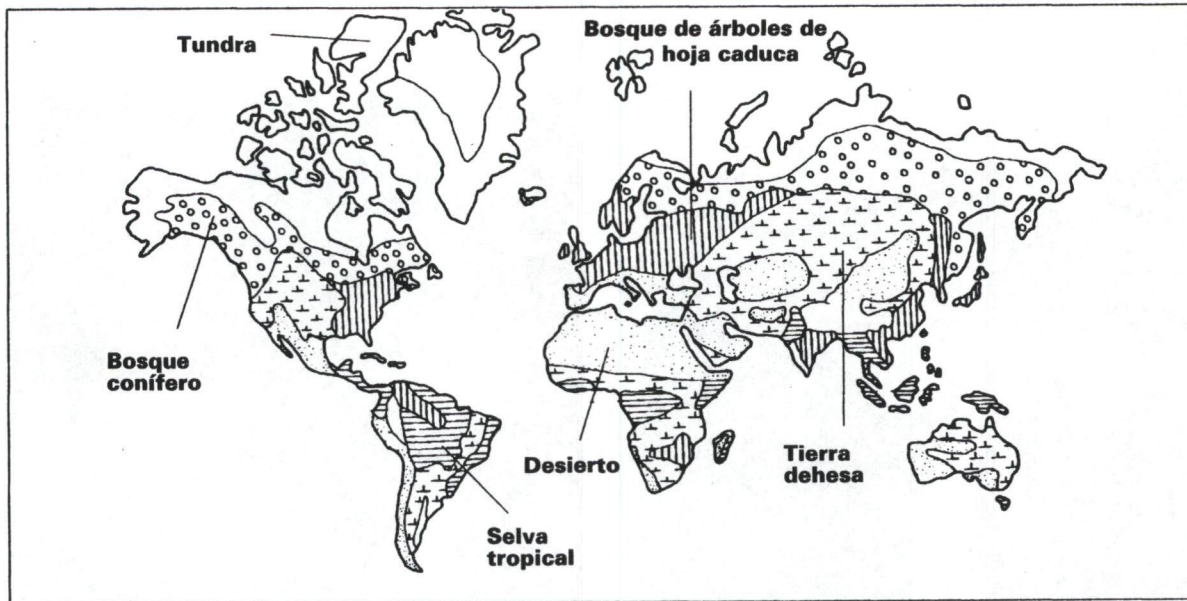 Tundra
Bosque de árboles de
hoja caduca
Bosque
conífero
Desierto
Tierra
dehesa
Selva
tropical